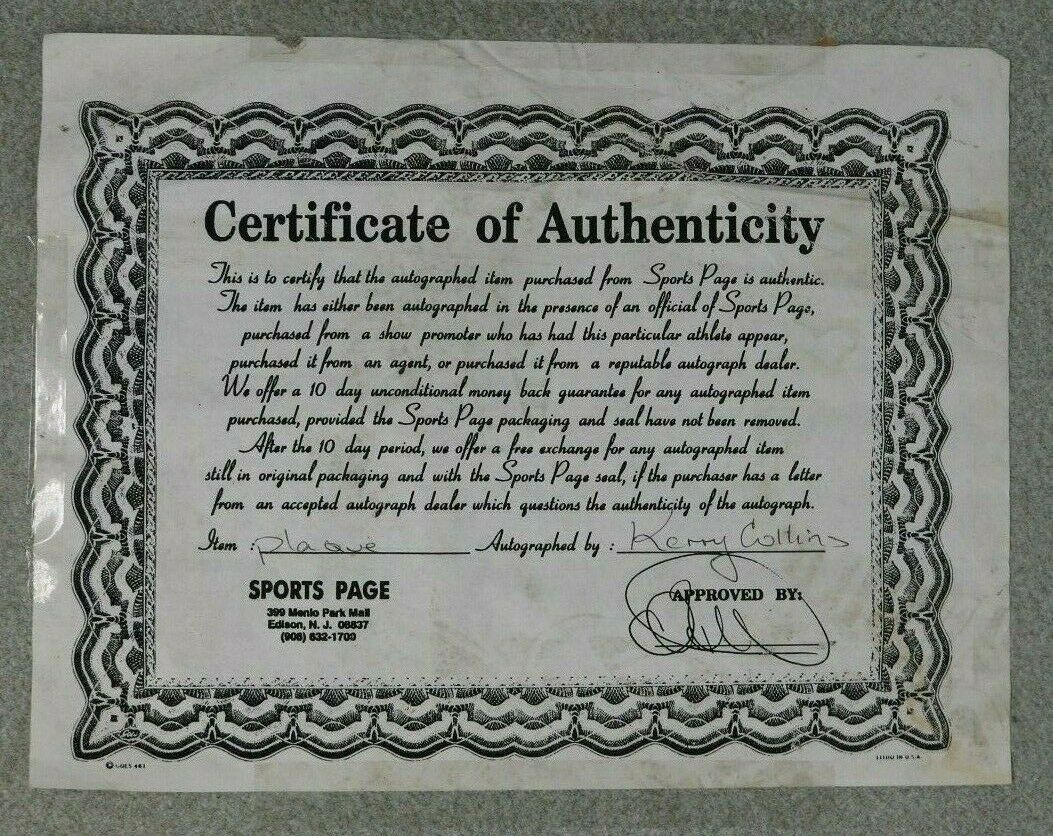 Certificate of Authenticity
This is to certify that the autographed item purchased from Sports Page is authentic.
The item has either been autographed in the presence of an official of Sports Page,
purchased from a show promoter who has had this particular athlete appear,
purchased it from an agent, or purchased it from a reputable autograph dealer.
We offer a 10 day unconditional money back guarantee for any autographed item
purchased, provided the Sports Page packaging and seal have not been removed.
After the 10 day period, we offer a free exchange for any autographed item
still in original packaging and with the Sports Page seal, if the purchaser has a letter
from an accepted autograph dealer which questions the authenticity of the autograph.
Item : plaque Autographed by : Kerry Collins
SPORTS PAGE
399 Menlo Park Mall
Edison, N. J. 08837
(908) 632-1709
APPROVED BY:
© GOES 461
LITHO IN U.S.A.